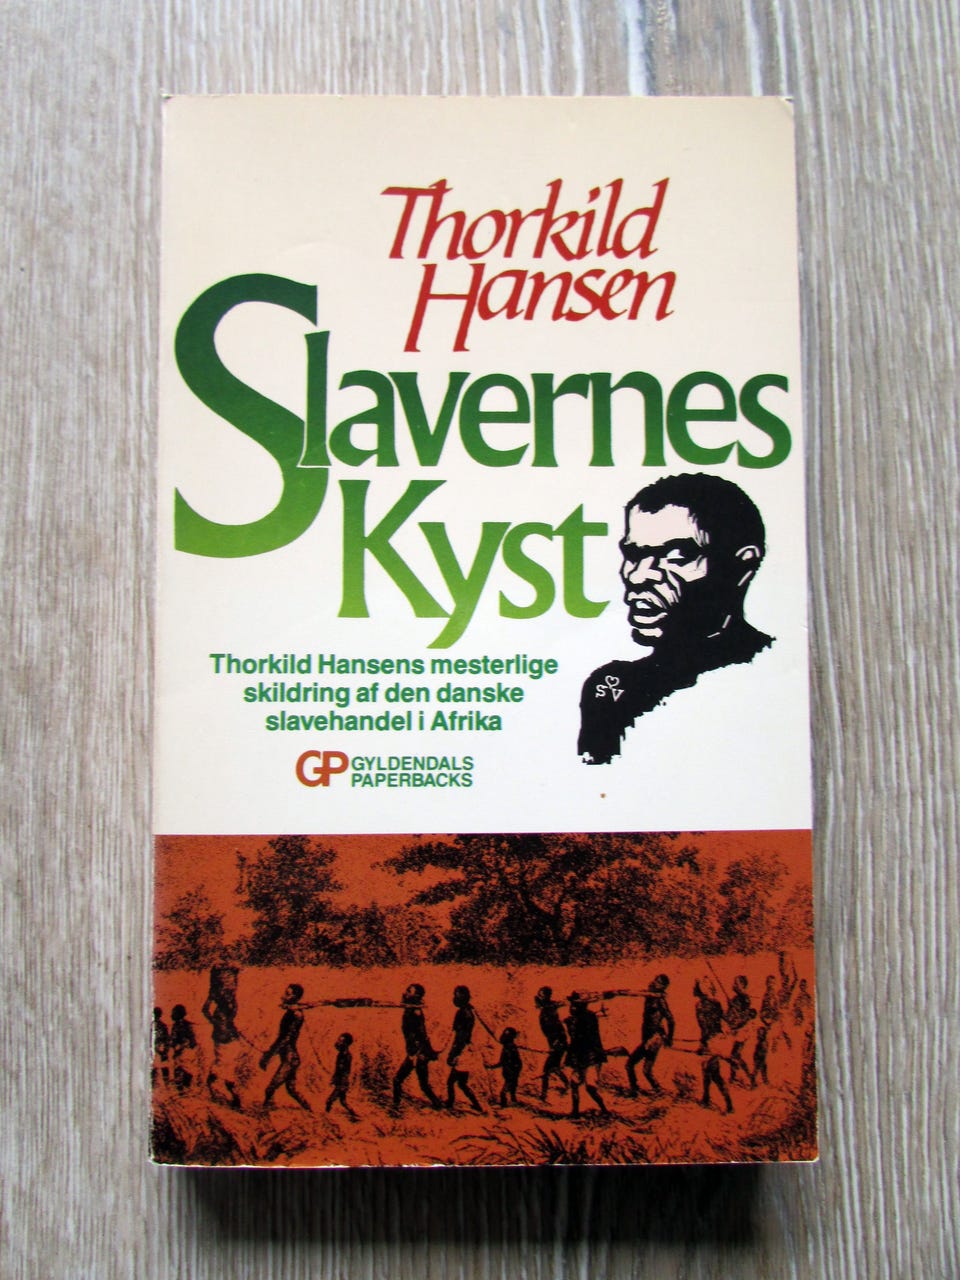 Thorkild
Hansen
Slavernes
Kyst
Thorkild Hansens mesterlige
skildring af den danske
slavehandel i Afrika
GP GYLDENDALS
PAPERBACKS
S V